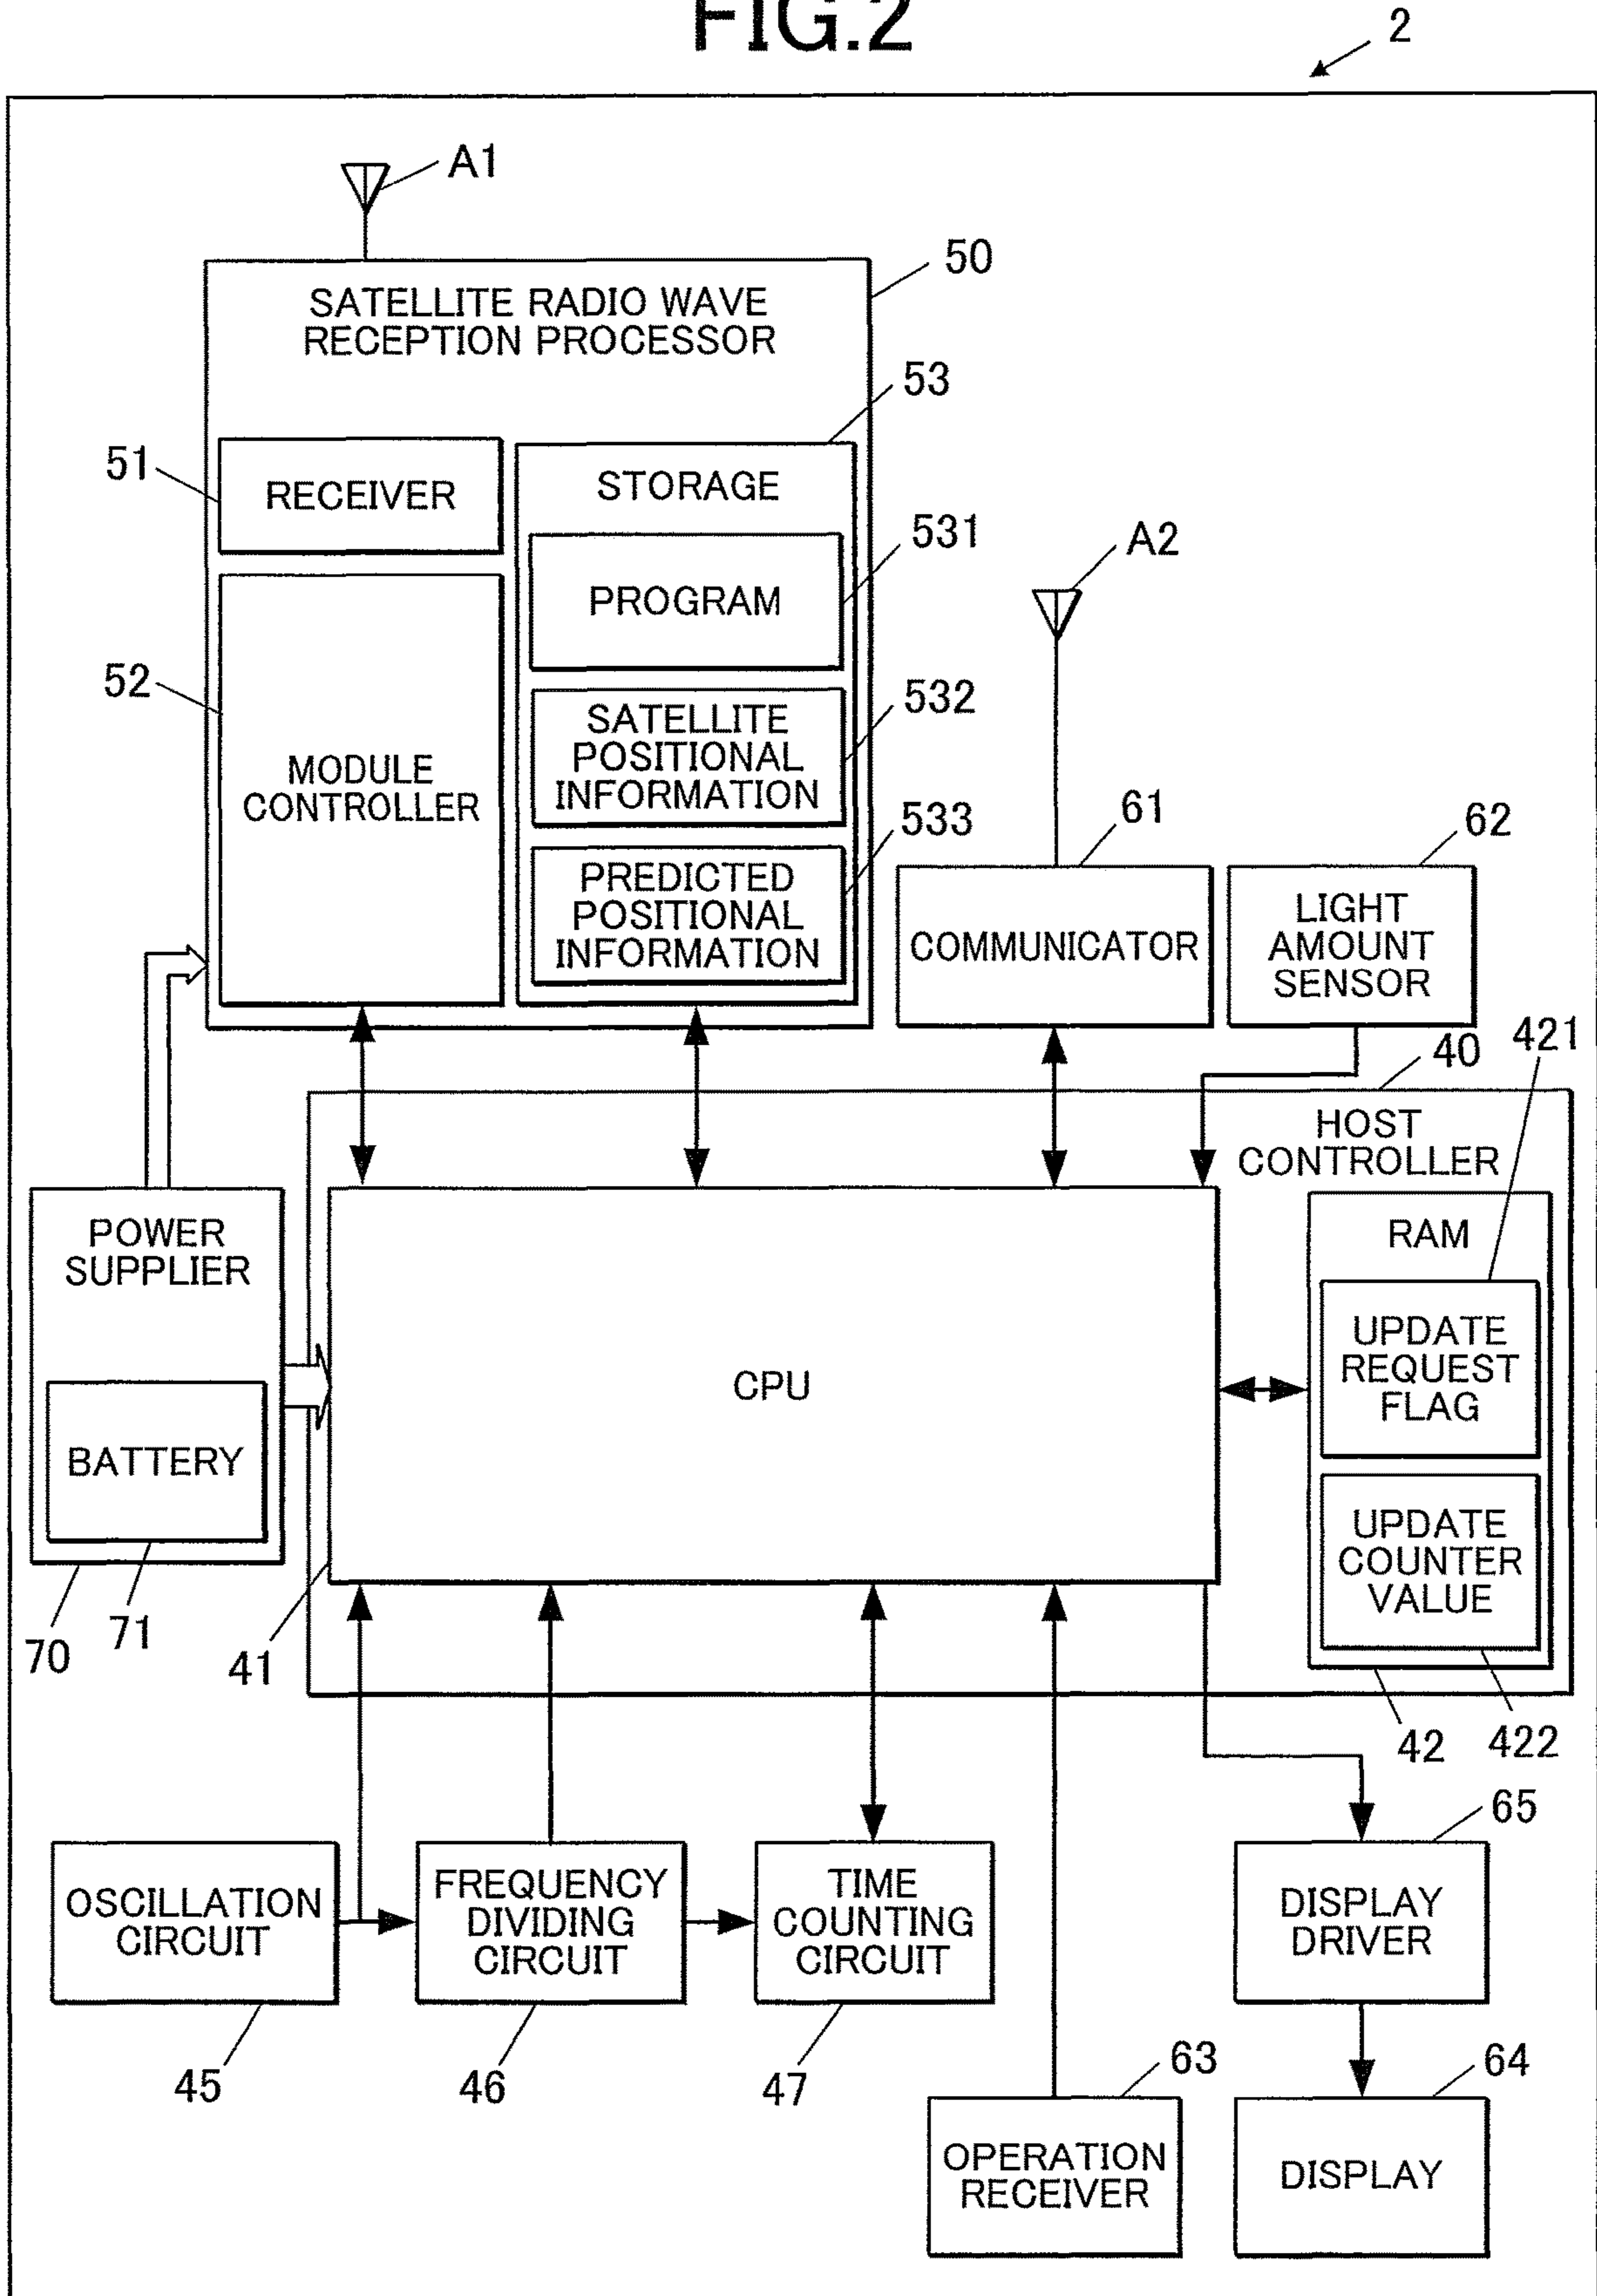 FIG.2
2
A1
50
SATELLITE RADIO WAVE
RECEPTION PROCESSOR
53
51
RECEIVER
STORAGE
531
PROGRAM
A2
52
MODULE
CONTROLLER
532
SATELLITE
POSITIONAL
INFORMATION
533
PREDICTED
POSITIONAL
INFORMATION
61
COMMUNICATOR
62
LIGHT
AMOUNT
SENSOR
421
40
HOST
CONTROLLER
POWER
SUPPLIER
BATTERY
70
71
41
CPU
RAM
UPDATE
REQUEST
FLAG
UPDATE
COUNTER
VALUE
42
422
65
OSCILLATION
CIRCUIT
FREQUENCY
DIVIDING
CIRCUIT
TIME
COUNTING
CIRCUIT
DISPLAY
DRIVER
45
46
47
63
64
OPERATION
RECEIVER
DISPLAY